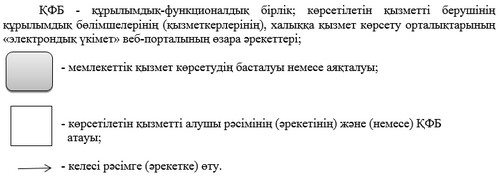 ҚФБ - құрылымдық-функционалдық бірлік; көрсетілетін қызметті берушінің
құрылымдық бөлімшелерінің (қызметкерлерінің), халыққа қызмет көрсету орталықтарының
«электрондық үкімет» веб-порталының өзара әрекеттері;
- мемлекеттік қызмет көрсетудің басталуы немесе аяқталуы;
- көрсетілетін қызметті алушы рәсімінің (әрекетінің) және (немесе) ҚФБ
атауы;
- келесі рәсімге (әрекетке) өту.